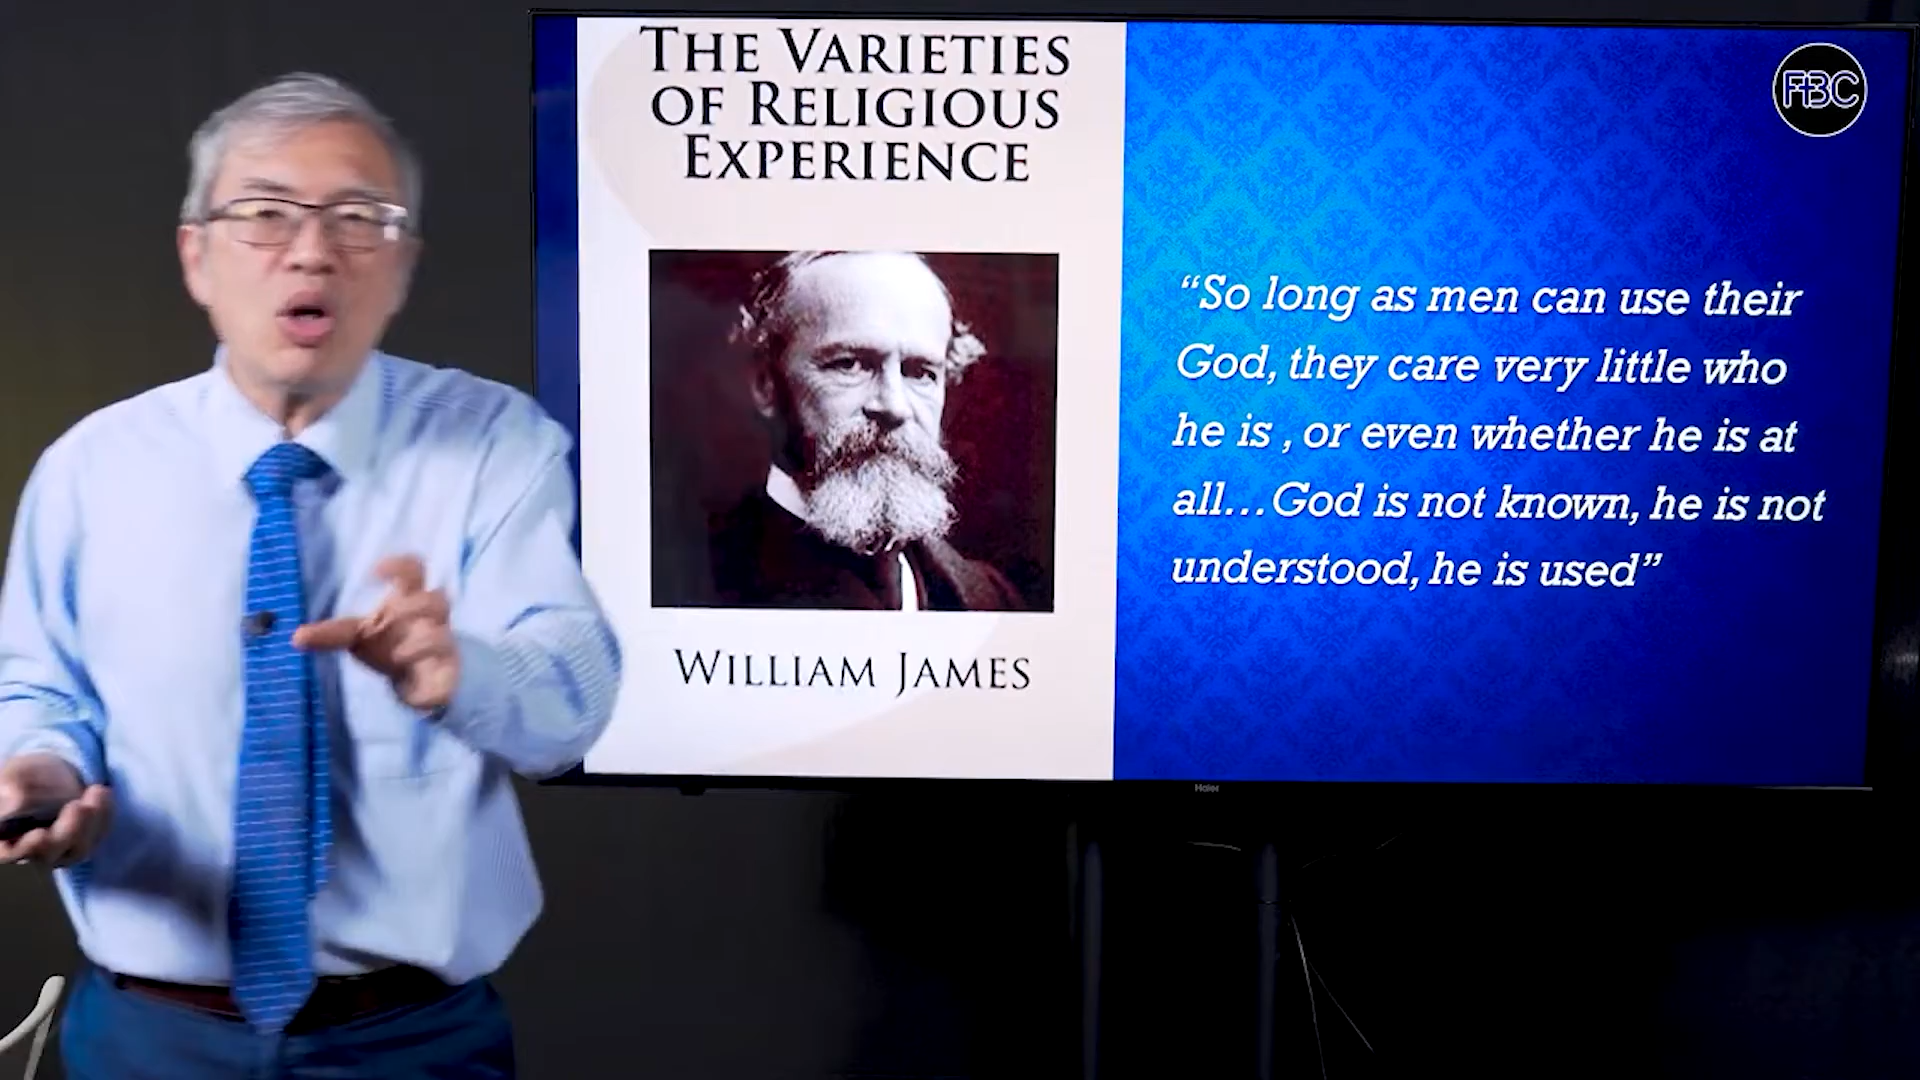 THE VARIETIES
OF RELIGIOUS
EXPERIENCE
WILLIAM JAMES
FBC
“So long as men can use their
God, they care very little who
he is , or even whether he is at
all...God is not known, he is not
understood, he is used”
Haier